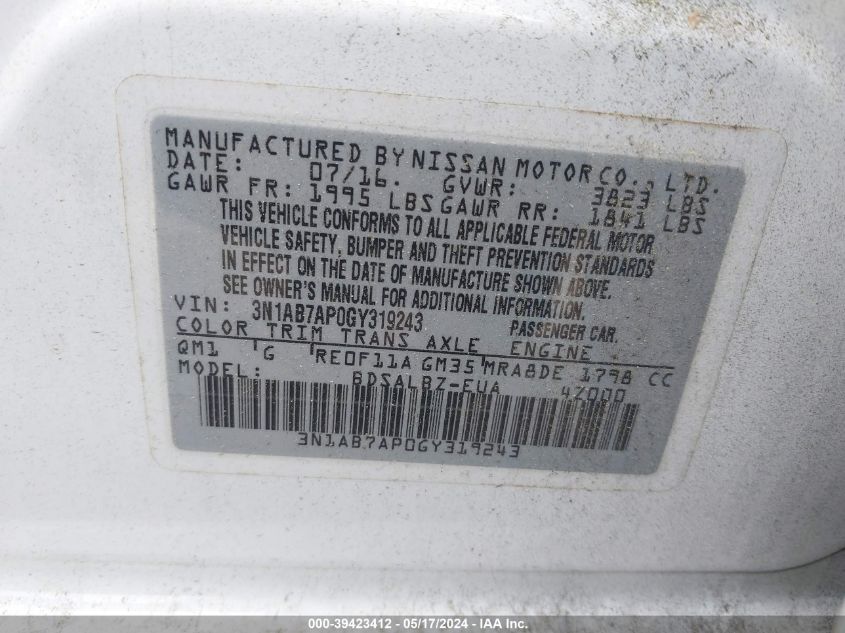 MANUFACTURED BY NISSAN MOTOR CO., LTD.
DATE: 07/16. GVWR: 3823 LBS
GAWR FR: 1995 LBS GAWR RR: 1841 LBS
THIS VEHICLE CONFORMS TO ALL APPLICABLE FEDERAL MOTOR
VEHICLE SAFETY, BUMPER AND THEFT PREVENTION STANDARDS
IN EFFECT ON THE DATE OF MANUFACTURE SHOWN ABOVE.
SEE OWNER'S MANUAL FOR ADDITIONAL INFORMATION.
VIN: 3N1AB7AP0GY319243 PASSENGER CAR.
COLOR TRIM TRANS AXLE ENGINE
QM1 G RE0F11A GM35 MRA8DE 1798 CC
MODEL: BDSALBZ-EUA 4Z000
3N1AB7AP0GY319243
000-39423412 - 05/17/2024 - IAA Inc.